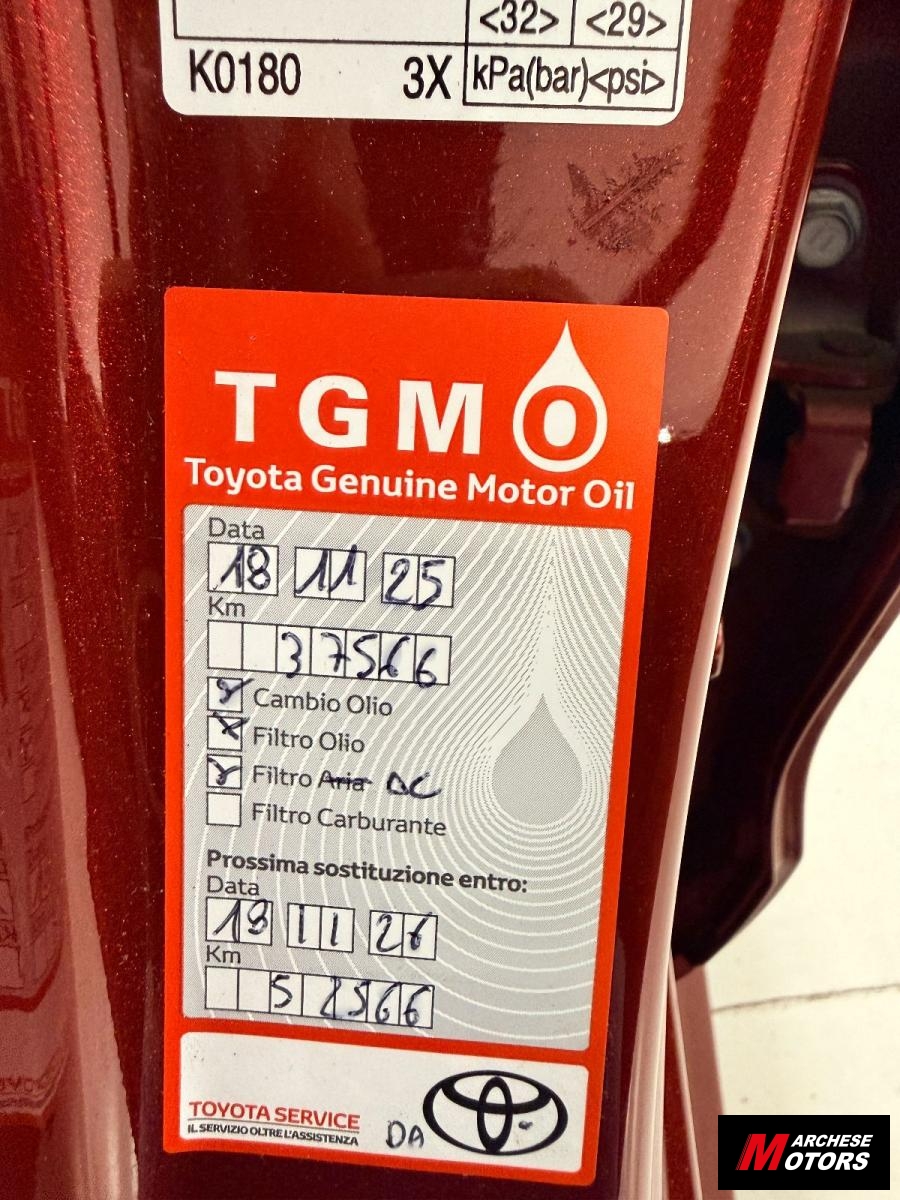 <32> <29>
K0180 3X kPa(bar)<psi>
TGMO
Toyota Genuine Motor Oil
Data
18 11 25
Km
37566
Cambio Olio
Filtro Olio
Filtro Aria AC
Filtro Carburante
Prossima sostituzione entro:
Data
18 11 26
Km
52566
TOYOTA SERVICE
IL SERVIZIO OLTRE L'ASSISTENZA
DA
MARCHESE
MOTORS